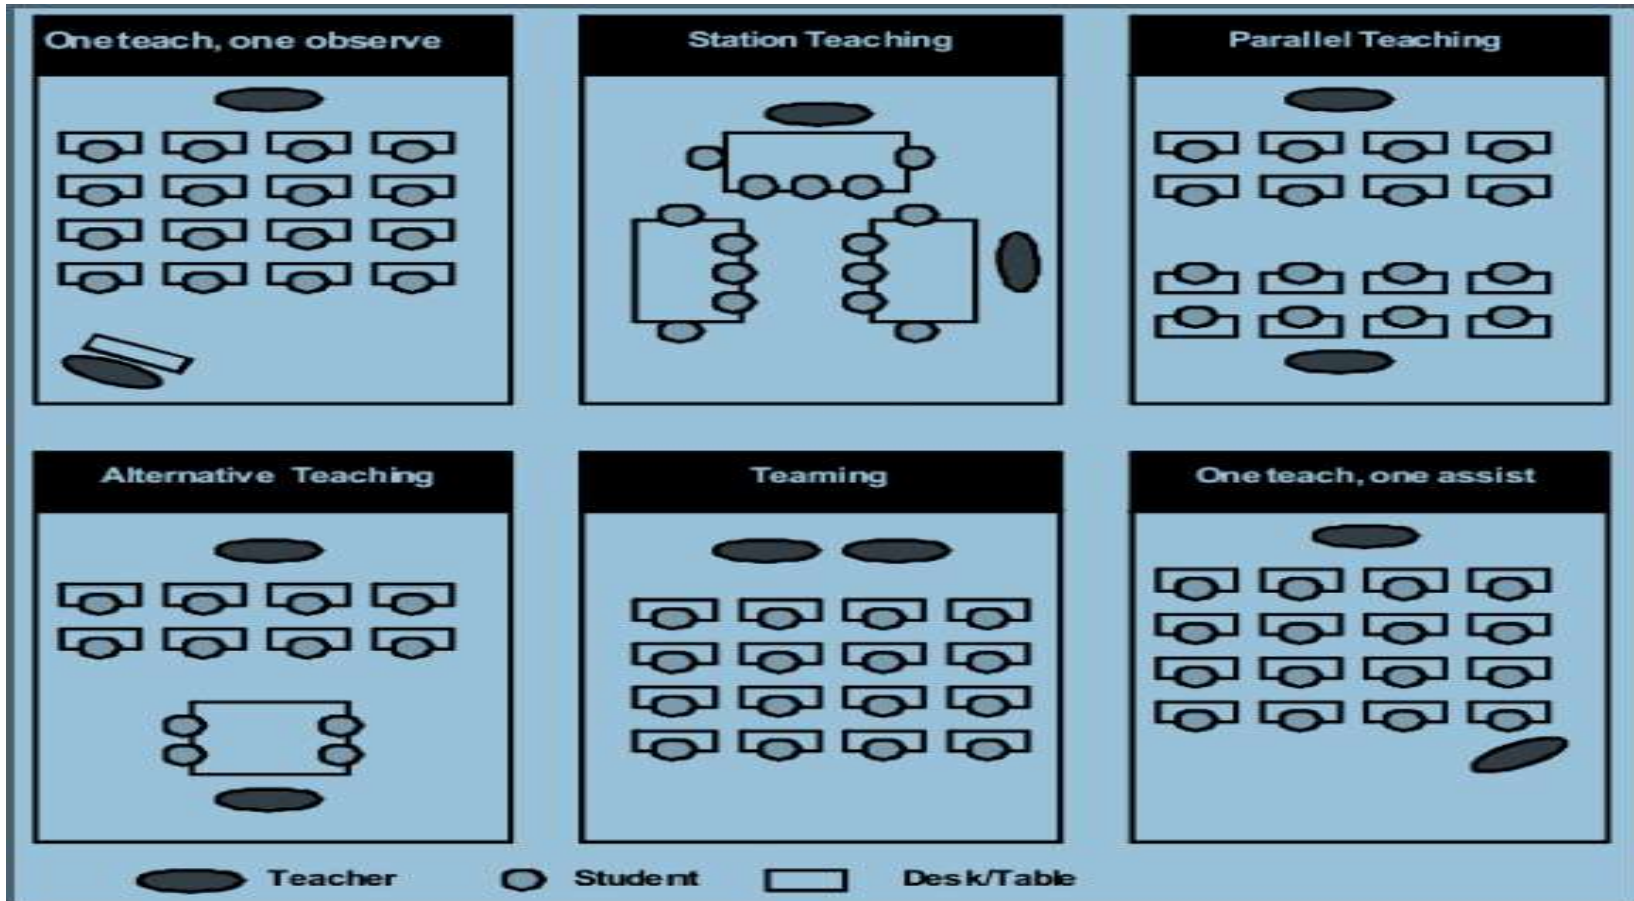 One teach, one observe
Station Teaching
Parallel Teaching
Alternative Teaching
Teaming
One teach, one assist
Teacher
Student
Desk/Table